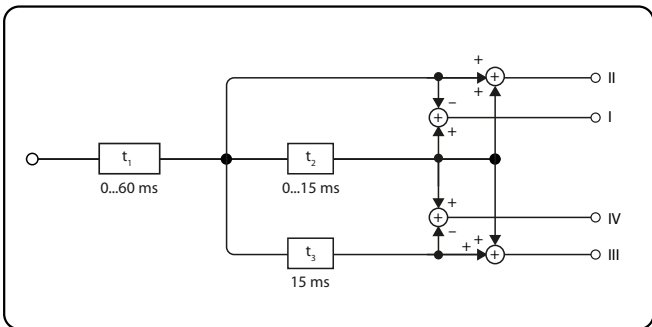 +
+
II
−
+
I
t₁
0...60 ms
t₂
0...15 ms
+
+
IV
−
+
+
+
III
t₃
15 ms